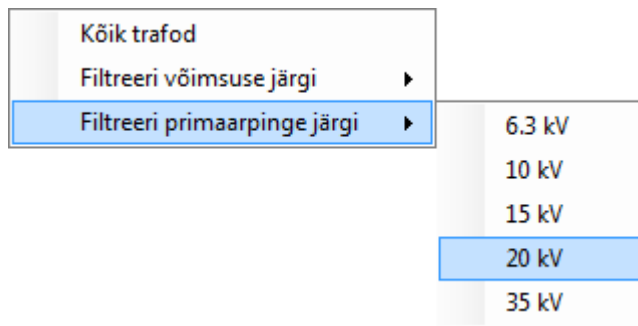 Kõik trafod
Filtreeri võimsuse järgi
Filtreeri primaarpinge järgi
6.3 kV
10 kV
15 kV
20 kV
35 kV